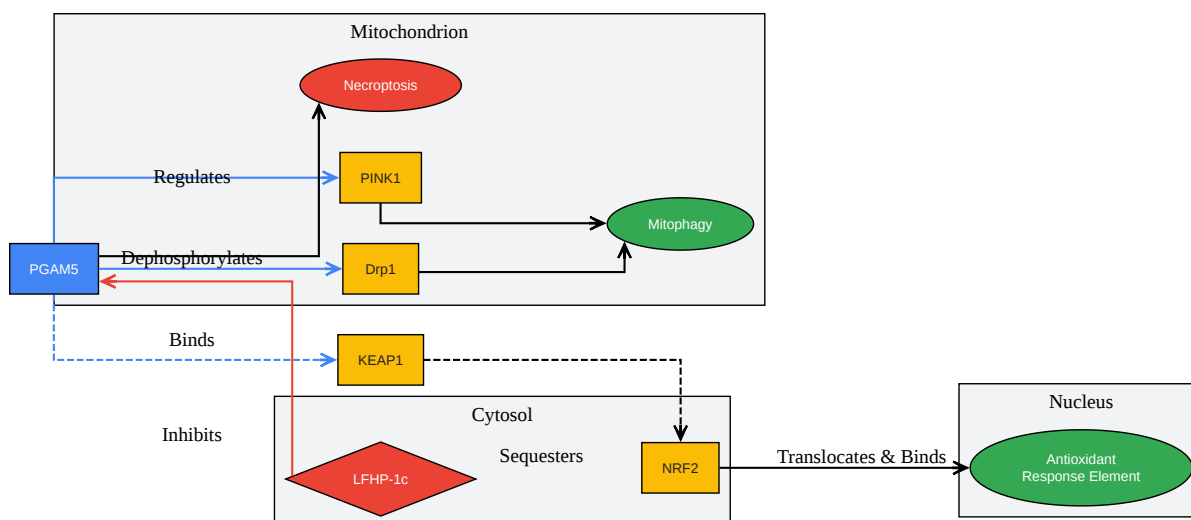 Mitochondrion
Necroptosis
Regulates
PINK1
Mitophagy
PGAM5
Dephosphorylates
Drp1
Binds
KEAP1
Cytosol
Nucleus
Inhibits
Sequesters
LFHP-1c
NRF2
Translocates & Binds
Antioxidant
Response Element